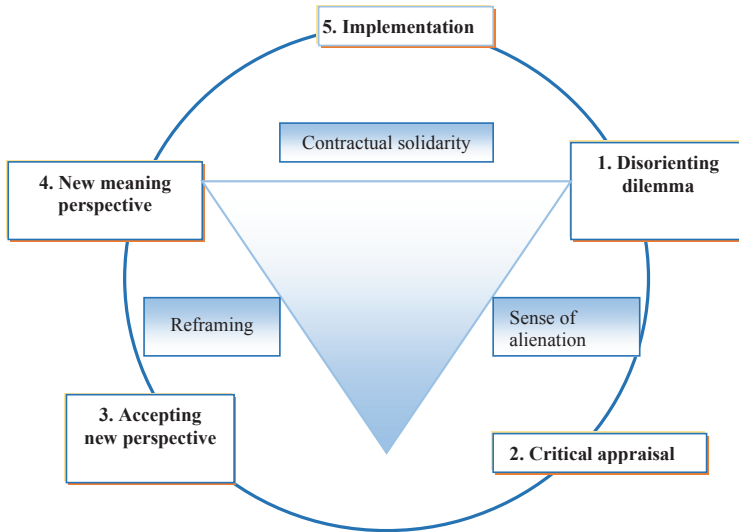 5. Implementation
Contractual solidarity
1. Disorienting
dilemma
4. New meaning
perspective
Reframing
Sense of
alienation
3. Accepting
new perspective
2. Critical appraisal